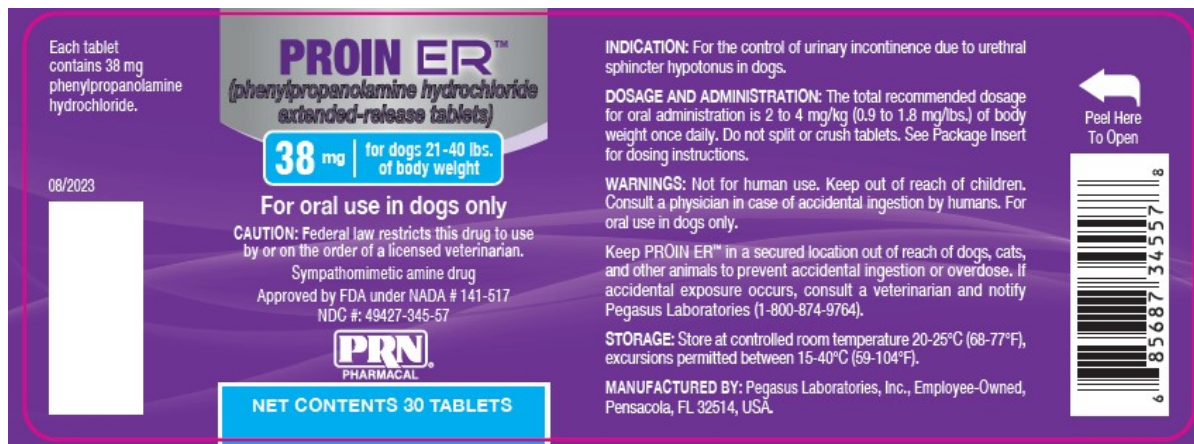 Each tablet
contains 38 mg
phenylpropanolamine
hydrochloride.
08/2023
PROIN ER™
(phenylpropanolamine hydrochloride
extended-release tablets)
38 mg
for dogs 21-40 lbs.
of body weight
For oral use in dogs only
CAUTION: Federal law restricts this drug to use
by or on the order of a licensed veterinarian.
Sympathomimetic amine drug
Approved by FDA under NADA # 141-517
NDC #: 49427-345-57
PRN®
PHARMACAL
NET CONTENTS 30 TABLETS
INDICATION: For the control of urinary incontinence due to urethral
sphincter hypotonus in dogs.
DOSAGE AND ADMINISTRATION: The total recommended dosage
for oral administration is 2 to 4 mg/kg (0.9 to 1.8 mg/lbs.) of body
weight once daily. Do not split or crush tablets. See Package Insert
for dosing instructions.
WARNINGS: Not for human use. Keep out of reach of children.
Consult a physician in case of accidental ingestion by humans. For
oral use in dogs only.
Keep PROIN ER™ in a secured location out of reach of dogs, cats,
and other animals to prevent accidental ingestion or overdose. If
accidental exposure occurs, consult a veterinarian and notify
Pegasus Laboratories (1-800-874-9764).
STORAGE: Store at controlled room temperature 20-25°C (68-77°F),
excursions permitted between 15-40°C (59-104°F).
MANUFACTURED BY: Pegasus Laboratories, Inc., Employee-Owned,
Pensacola, FL 32514, USA.
Peel Here
To Open
6 85687 34557 8